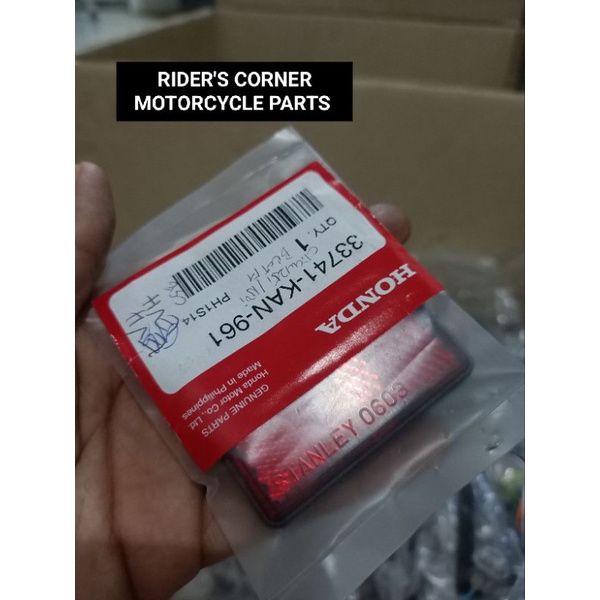 RIDER'S CORNER
MOTORCYCLE PARTS
HONDA
33741-KAN-961
QTY. 1
PH1S14
GENUINE PARTS
Honda Motor Co., Ltd.
Made in Philippines
STANLEY 0603